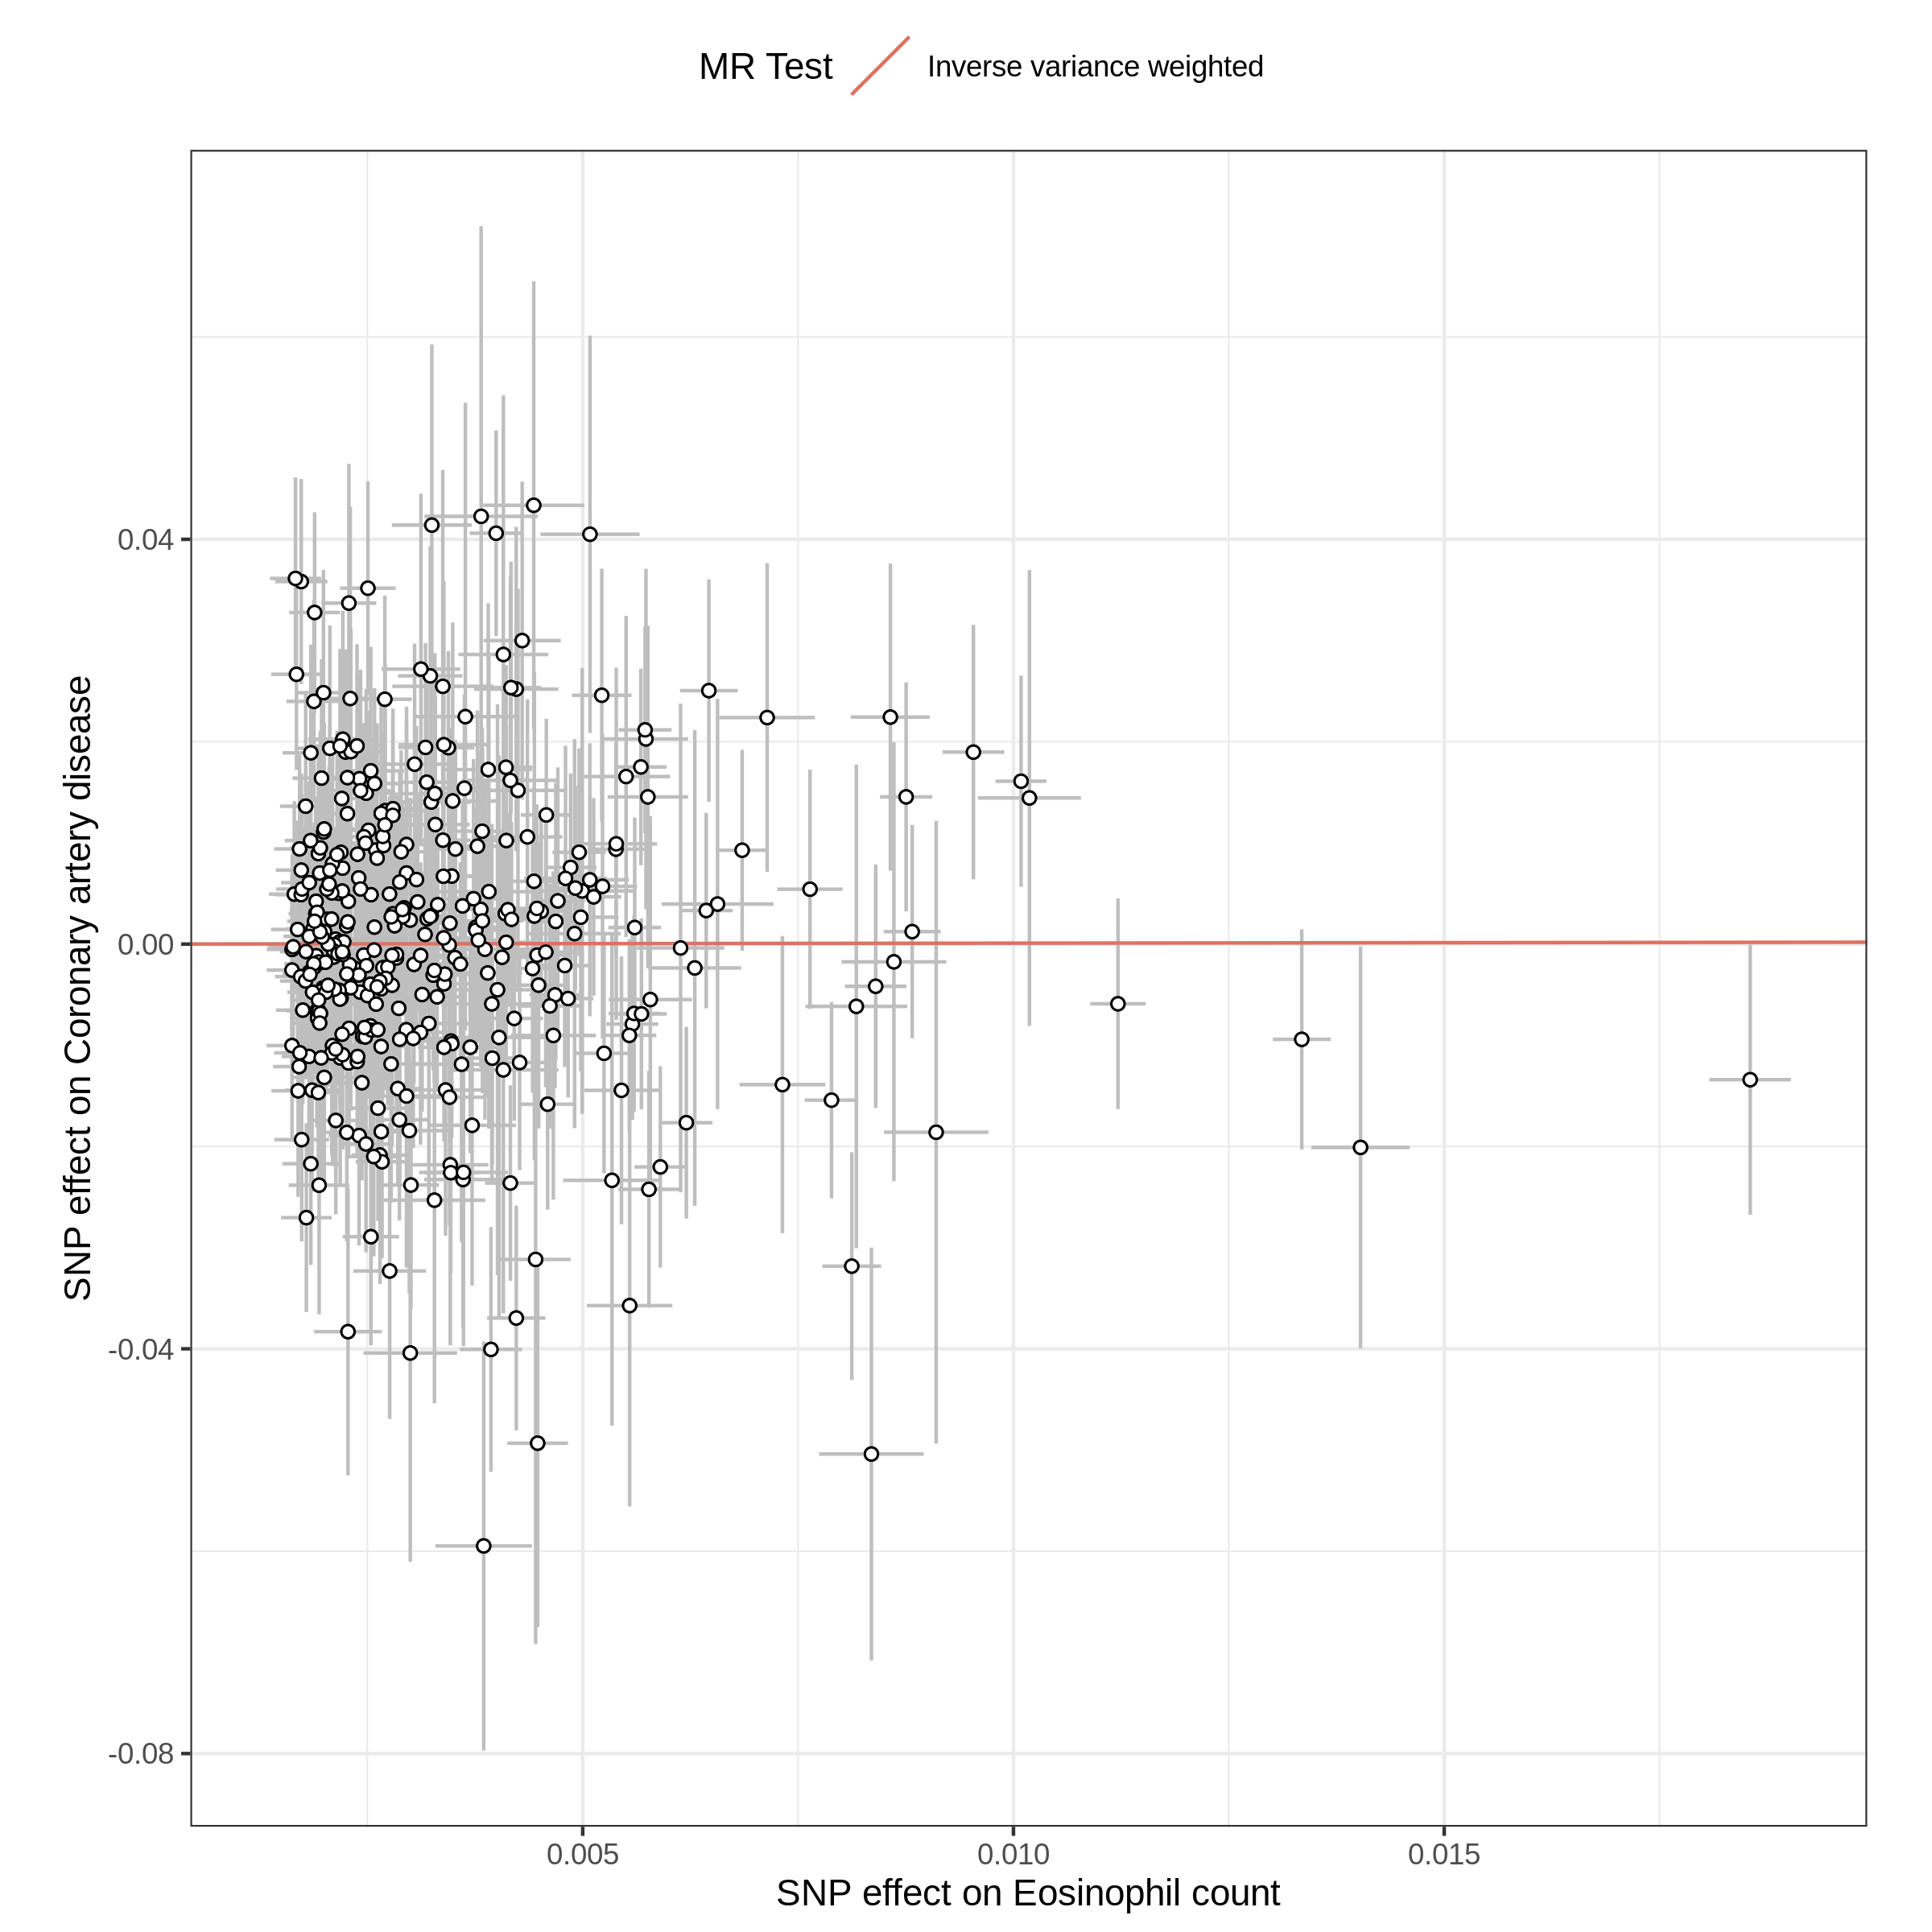 MR Test Inverse variance weighted
SNP effect on Coronary artery disease
0.04
0.00
-0.04
-0.08
0.005 0.010 0.015
SNP effect on Eosinophil count